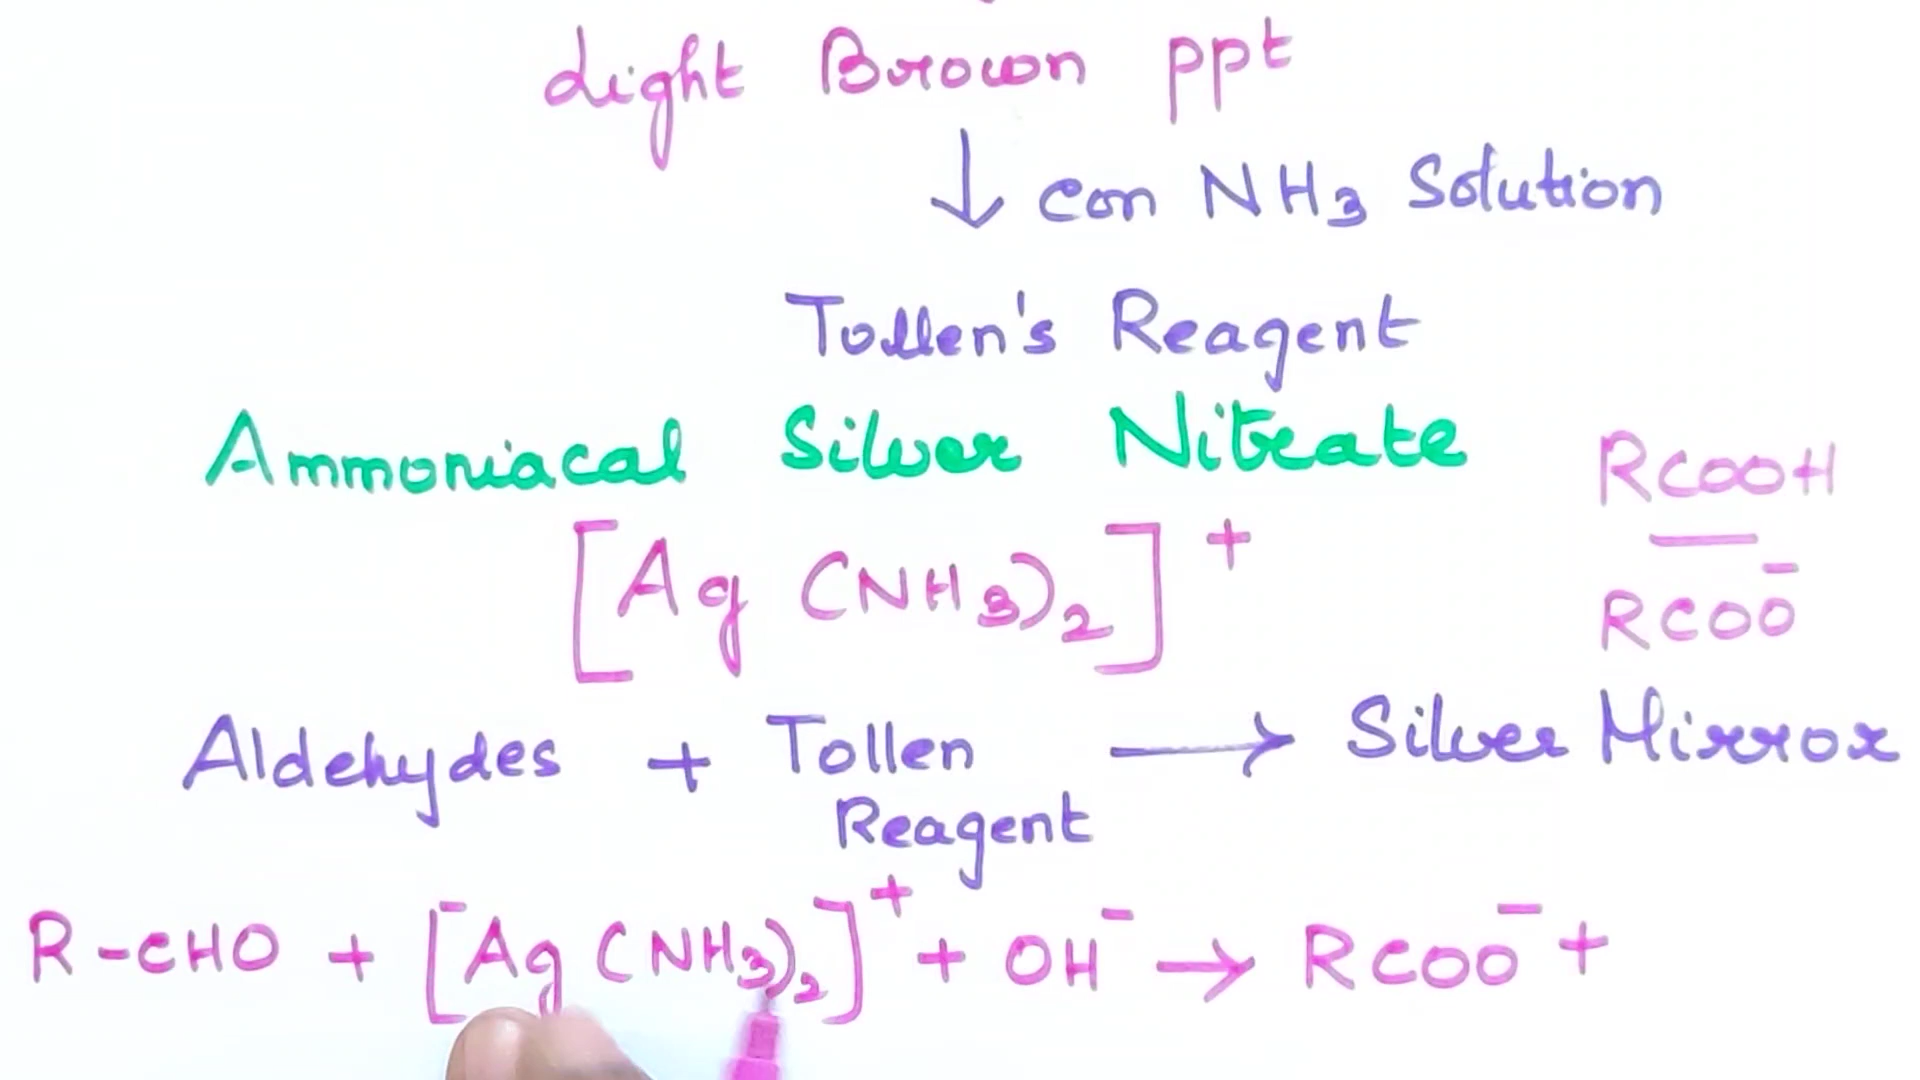 Light Brown ppt
↓ con NH3 Solution
Tollen's Reagent
Ammoniacal Silver Nitrate
[Ag (NH3)2]+
RCOOH
RCOO-
Aldehydes + Tollen Reagent → Silver Mirror
R-CHO + [Ag (NH3)2]+ + OH- → RCOO- +